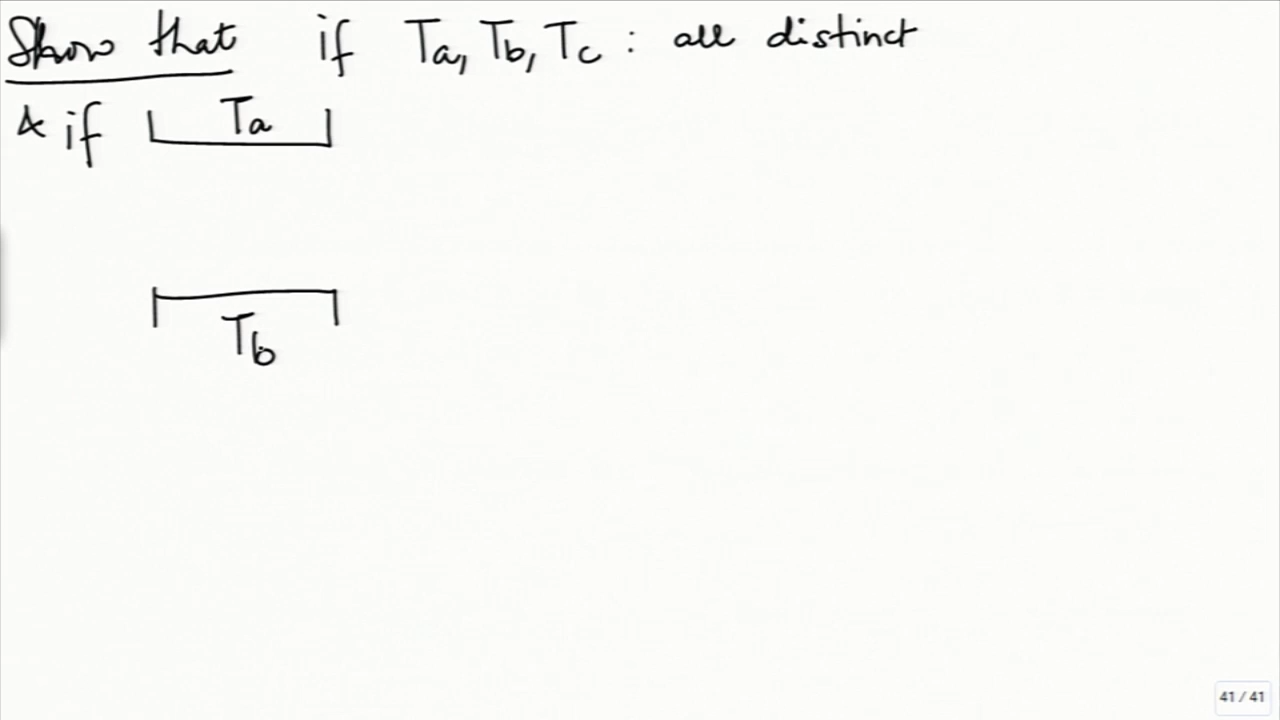 Show that if Ta, Tb, Tc : all distinct
& if Ta
Tb
41 / 41